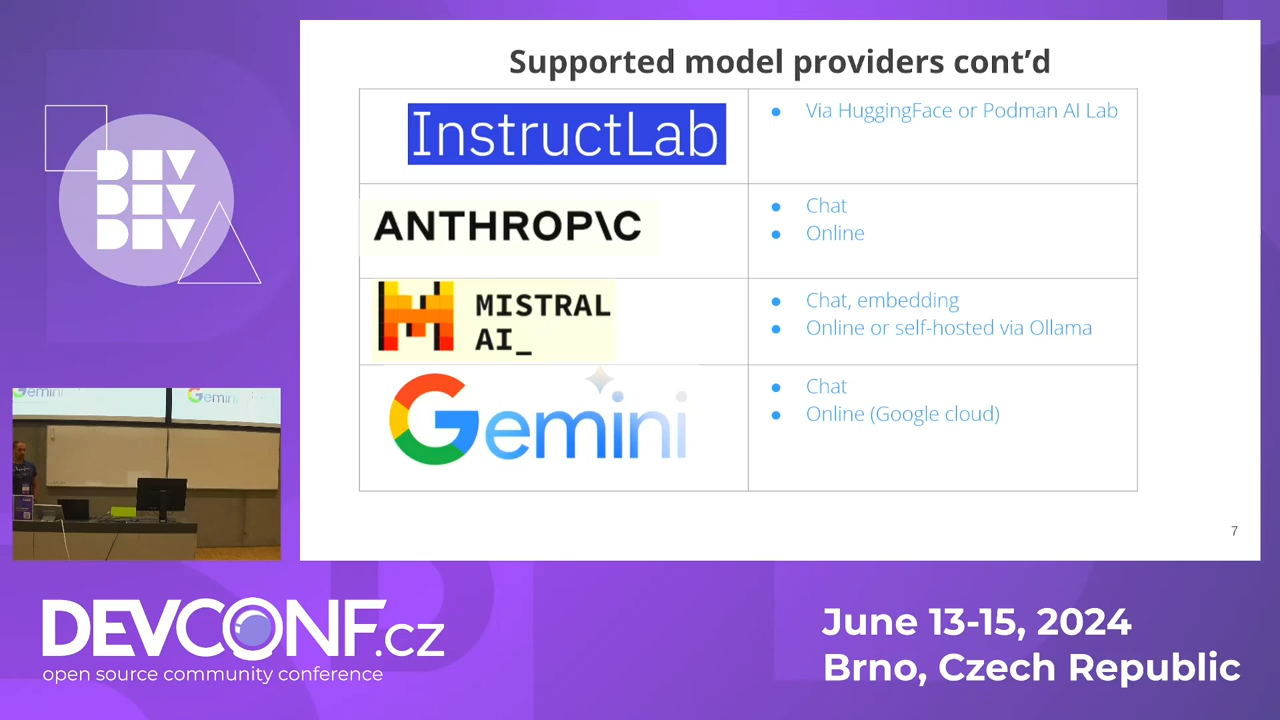 Supported model providers cont’d
InstructLab
Via HuggingFace or Podman AI Lab
ANTHROP\C
Chat
Online
MISTRAL
AI_
Chat, embedding
Online or self-hosted via Ollama
Gemini
Chat
Online (Google cloud)
7
DEV
DEV
DEV
Gemini
Gemini
DEVCONF.cz
open source community conference
June 13-15, 2024
Brno, Czech Republic